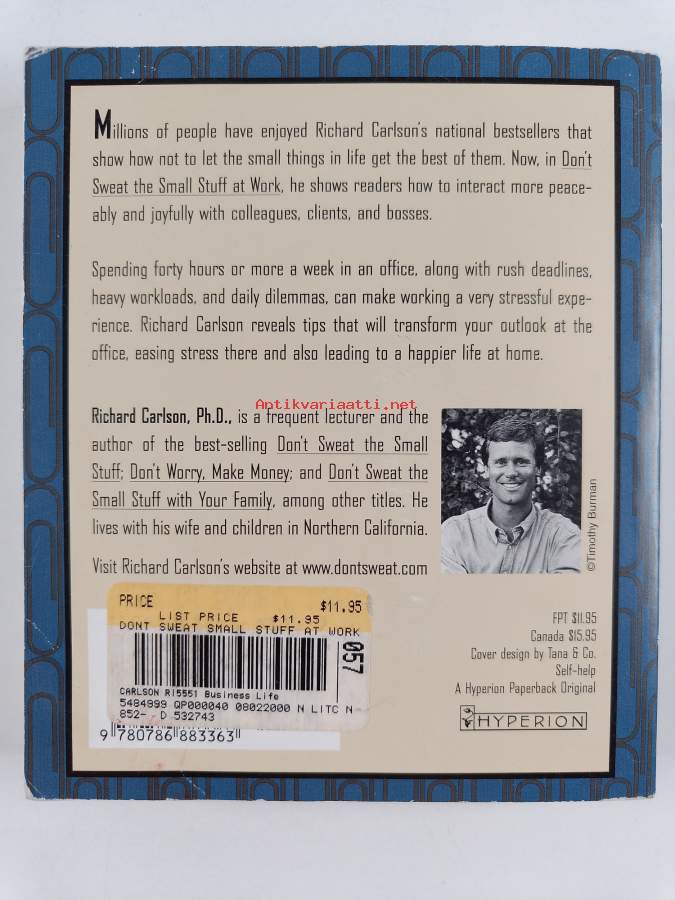 Millions of people have enjoyed Richard Carlson's national bestsellers that
show how not to let the small things in life get the best of them. Now, in Don't
Sweat the Small Stuff at Work, he shows readers how to interact more peace-
ably and joyfully with colleagues, clients, and bosses.
Spending forty hours or more a week in an office, along with rush deadlines,
heavy workloads, and daily dilemmas, can make working a very stressful expe-
rience. Richard Carlson reveals tips that will transform your outlook at the
office, easing stress there and also leading to a happier life at home.
Antikvariaatti.net
Richard Carlson, Ph.D., is a frequent lecturer and the
author of the best-selling Don't Sweat the Small
Stuff; Don't Worry, Make Money; and Don't Sweat the
Small Stuff with Your Family, among other titles. He
lives with his wife and children in Northern California.
Visit Richard Carlson's website at www.dontsweat.com
©Timothy Burman
PRICE $11.95
LIST PRICE $11.95
DONT SWEAT SMALL STUFF AT WORK
057
CARLSON RI5551 Business Life
5484899 QP000040 08022000 N LITC N
852- D 532743
9 780786 883363
FPT $11.95
Canada $15.95
Cover design by Tana & Co.
Self-help
A Hyperion Paperback Original
HYPERION